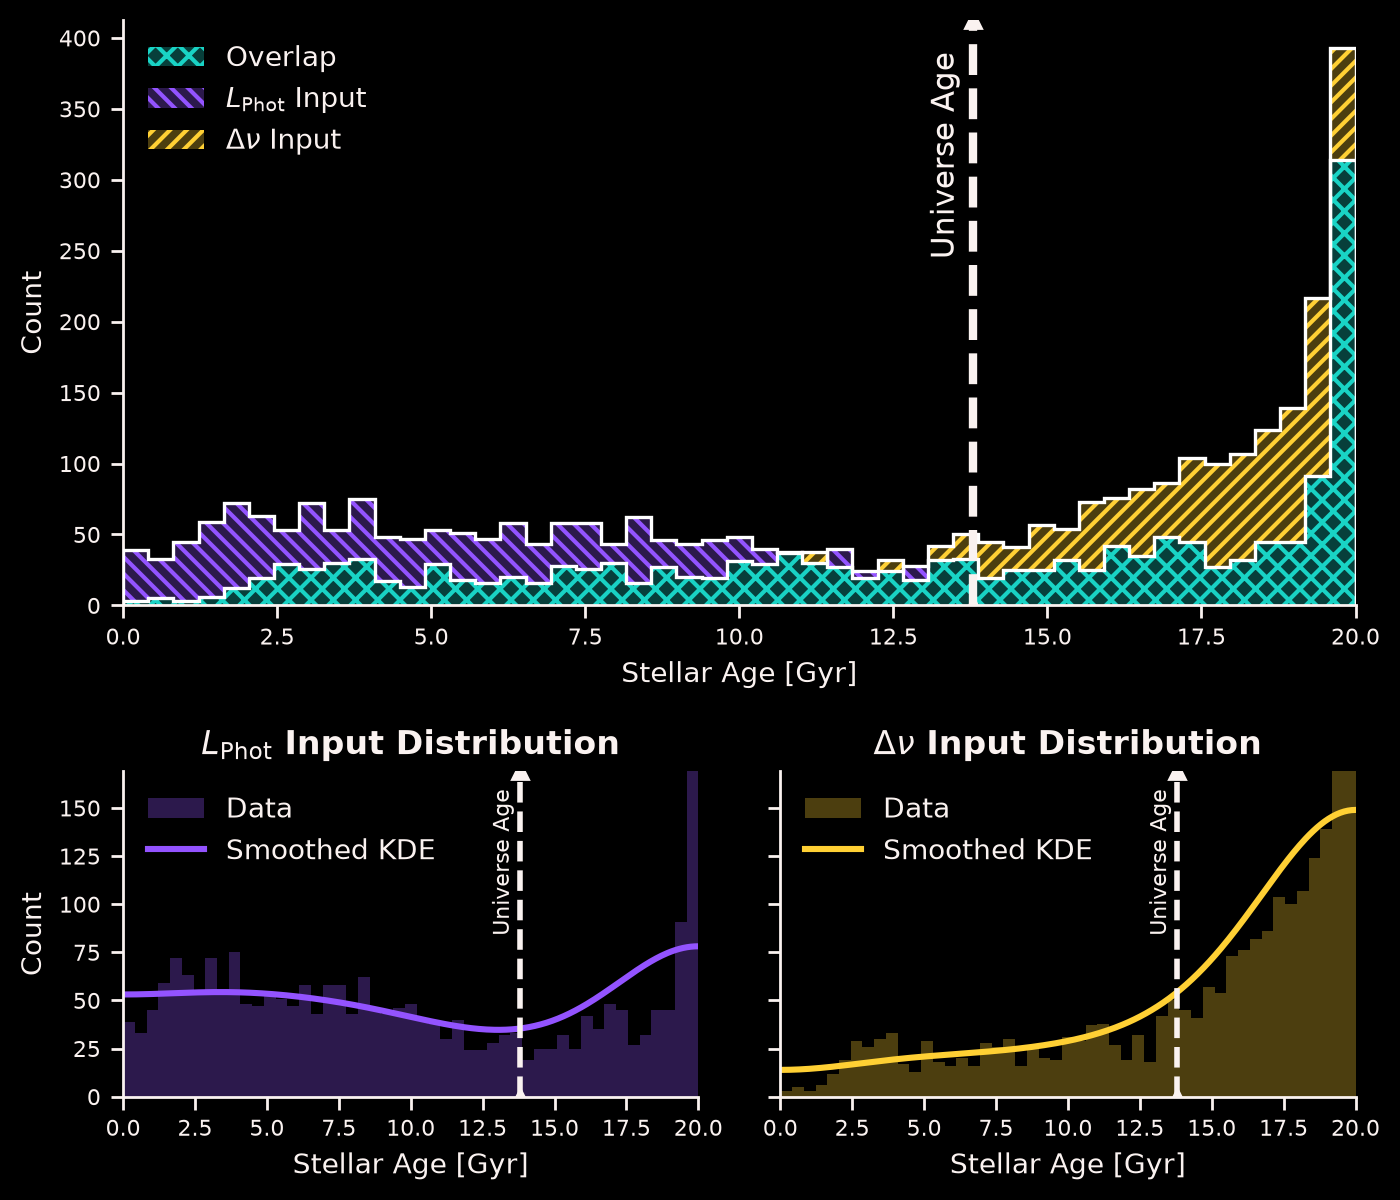 400
350
300
250
200
150
100
50
0
Count
Overlap
L_Phot Input
Δν Input
Universe Age
0.0 2.5 5.0 7.5 10.0 12.5 15.0 17.5 20.0
Stellar Age [Gyr]
L_Phot Input Distribution
150
125
100
75
50
25
0
Count
Data
Smoothed KDE
Universe Age
0.0 2.5 5.0 7.5 10.0 12.5 15.0 17.5 20.0
Stellar Age [Gyr]
Δν Input Distribution
Data
Smoothed KDE
Universe Age
0.0 2.5 5.0 7.5 10.0 12.5 15.0 17.5 20.0
Stellar Age [Gyr]